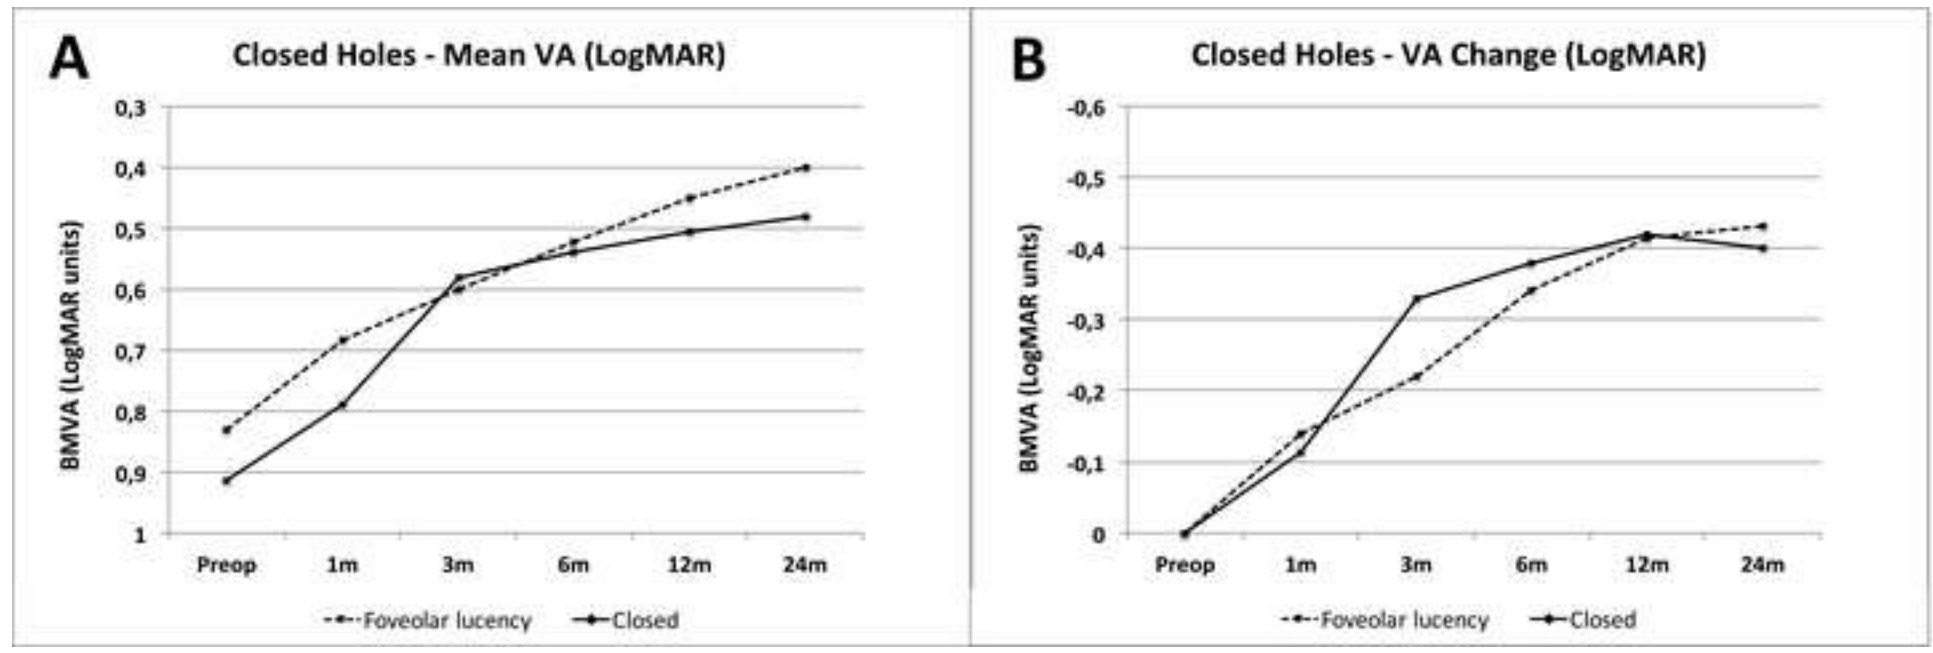 A
Closed Holes - Mean VA (LogMAR)
BMVA (LogMAR units)
0,3
0,4
0,5
0,6
0,7
0,8
0,9
1
Preop 1m 3m 6m 12m 24m
Foveolar lucency Closed
B
Closed Holes - VA Change (LogMAR)
BMVA (LogMAR units)
-0,6
-0,5
-0,4
-0,3
-0,2
-0,1
0
Preop 1m 3m 6m 12m 24m
Foveolar lucency Closed